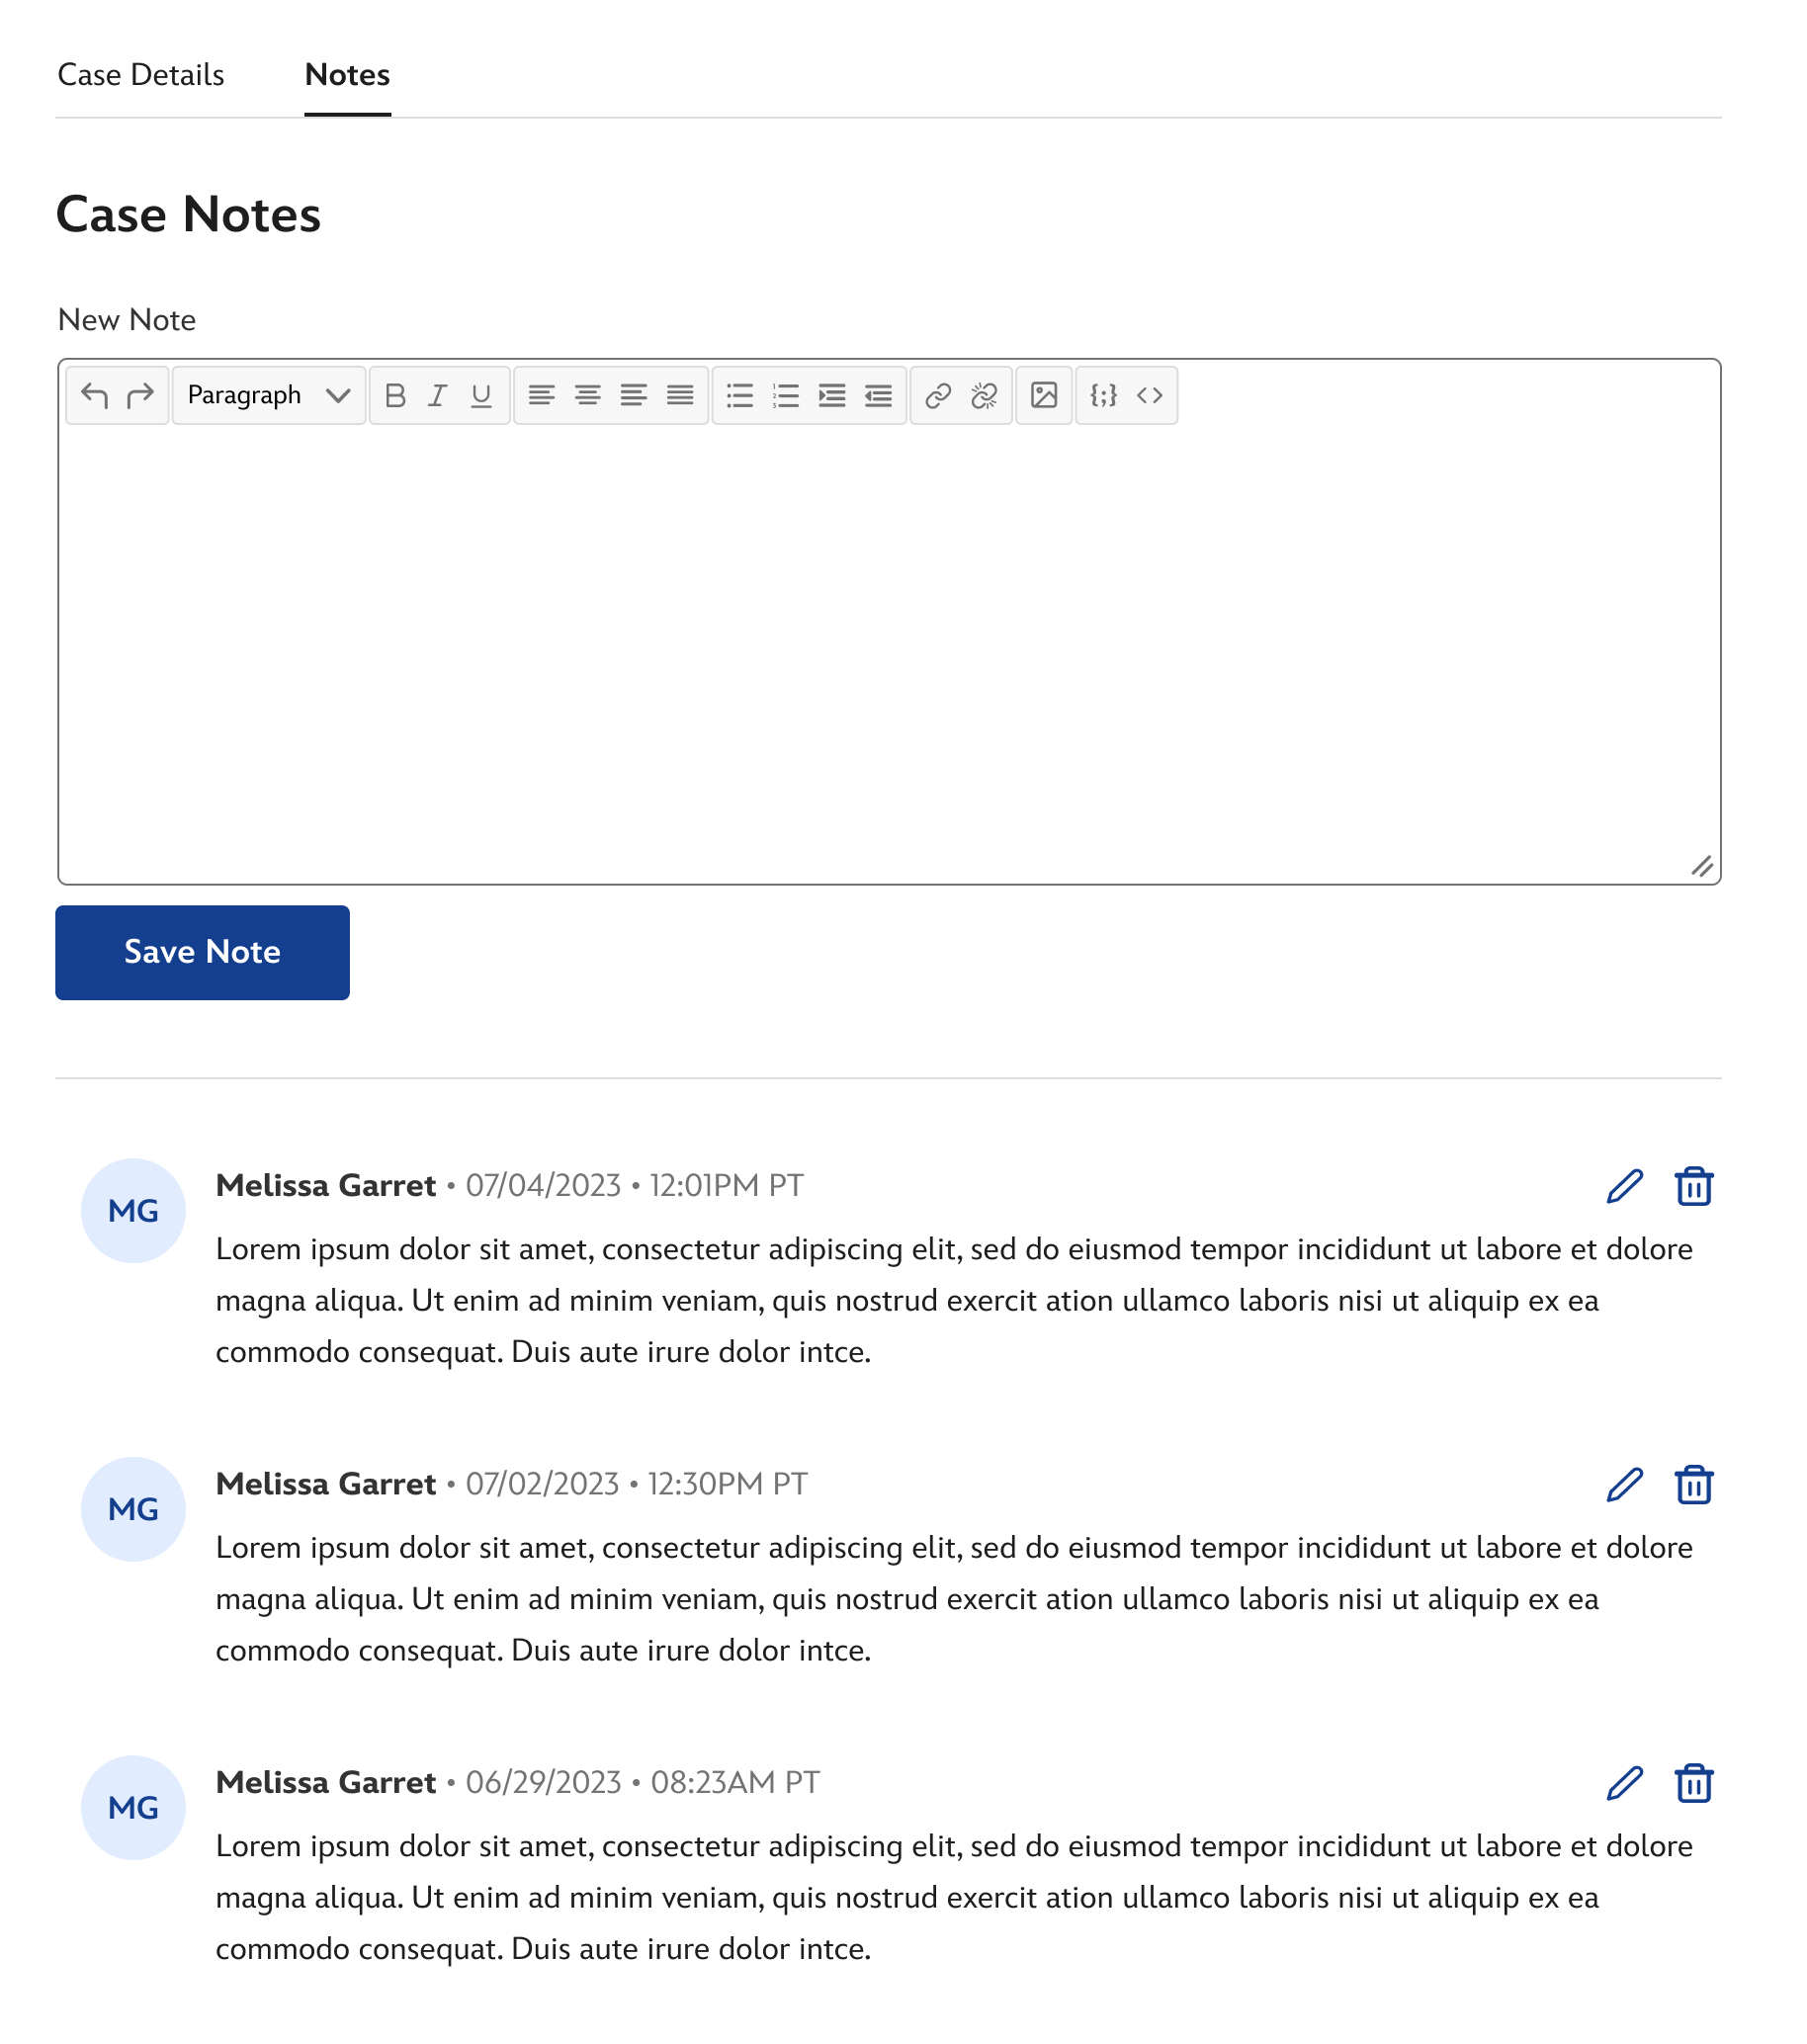 Case Details Notes
Case Notes
New Note
Paragraph B I U {;} <>
Save Note
MG Melissa Garret • 07/04/2023 • 12:01PM PT
Lorem ipsum dolor sit amet, consectetur adipiscing elit, sed do eiusmod tempor incididunt ut labore et dolore
magna aliqua. Ut enim ad minim veniam, quis nostrud exercit ation ullamco laboris nisi ut aliquip ex ea
commodo consequat. Duis aute irure dolor intce.
MG Melissa Garret • 07/02/2023 • 12:30PM PT
Lorem ipsum dolor sit amet, consectetur adipiscing elit, sed do eiusmod tempor incididunt ut labore et dolore
magna aliqua. Ut enim ad minim veniam, quis nostrud exercit ation ullamco laboris nisi ut aliquip ex ea
commodo consequat. Duis aute irure dolor intce.
MG Melissa Garret • 06/29/2023 • 08:23AM PT
Lorem ipsum dolor sit amet, consectetur adipiscing elit, sed do eiusmod tempor incididunt ut labore et dolore
magna aliqua. Ut enim ad minim veniam, quis nostrud exercit ation ullamco laboris nisi ut aliquip ex ea
commodo consequat. Duis aute irure dolor intce.